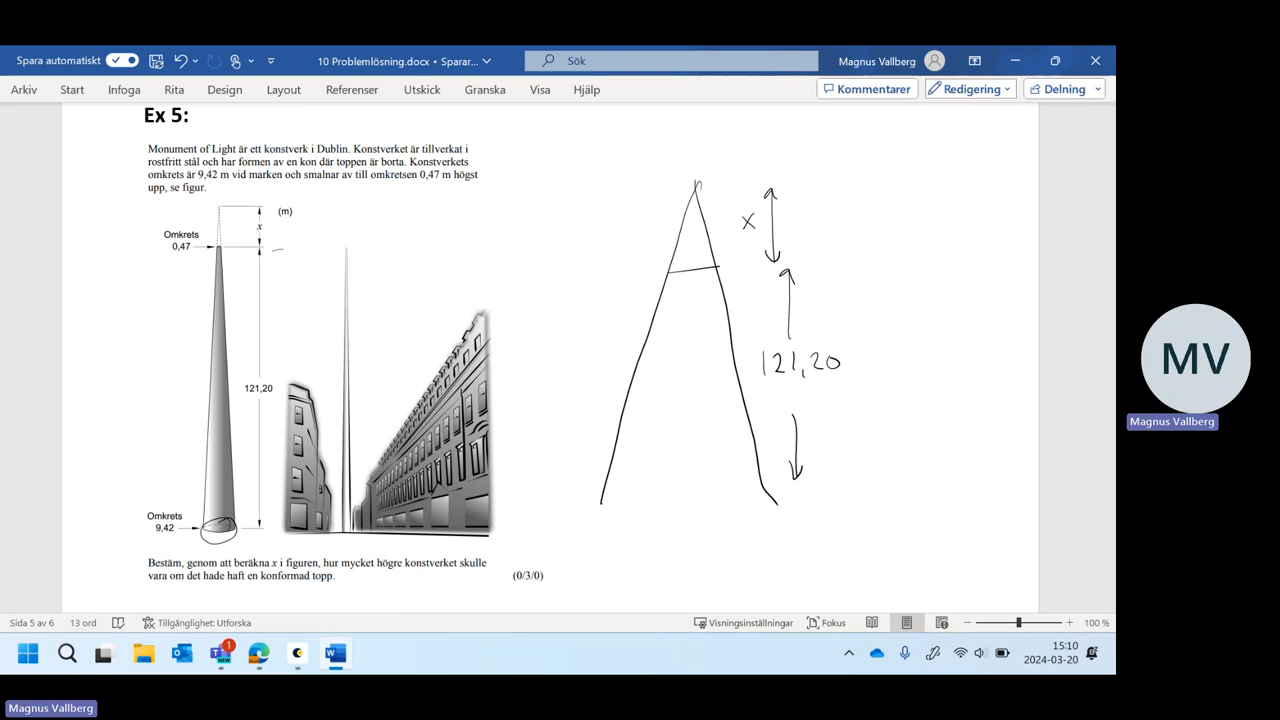 Spara automatiskt
10 Problemlösning.docx • Sparar...
Sök
Magnus Vallberg
Arkiv Start Infoga Rita Design Layout Referenser Utskick Granska Visa Hjälp
Kommentarer Redigering Delning
Ex 5:
Monument of Light är ett konstverk i Dublin. Konstverket är tillverkat i
rostfritt stål och har formen av en kon där toppen är borta. Konstverkets
omkrets är 9,42 m vid marken och smalnar av till omkretsen 0,47 m högst
upp, se figur.
(m)
x
Omkrets
0,47
121,20
Omkrets
9,42
x
121,20
Bestäm, genom att beräkna x i figuren, hur mycket högre konstverket skulle
vara om det hade haft en konformad topp.
(0/3/0)
MV
Magnus Vallberg
Sida 5 av 6 13 ord Tillgänglighet: Utforska Visningsinställningar Fokus 100 %
1
NEW
15:10
2024-03-20
Magnus Vallberg